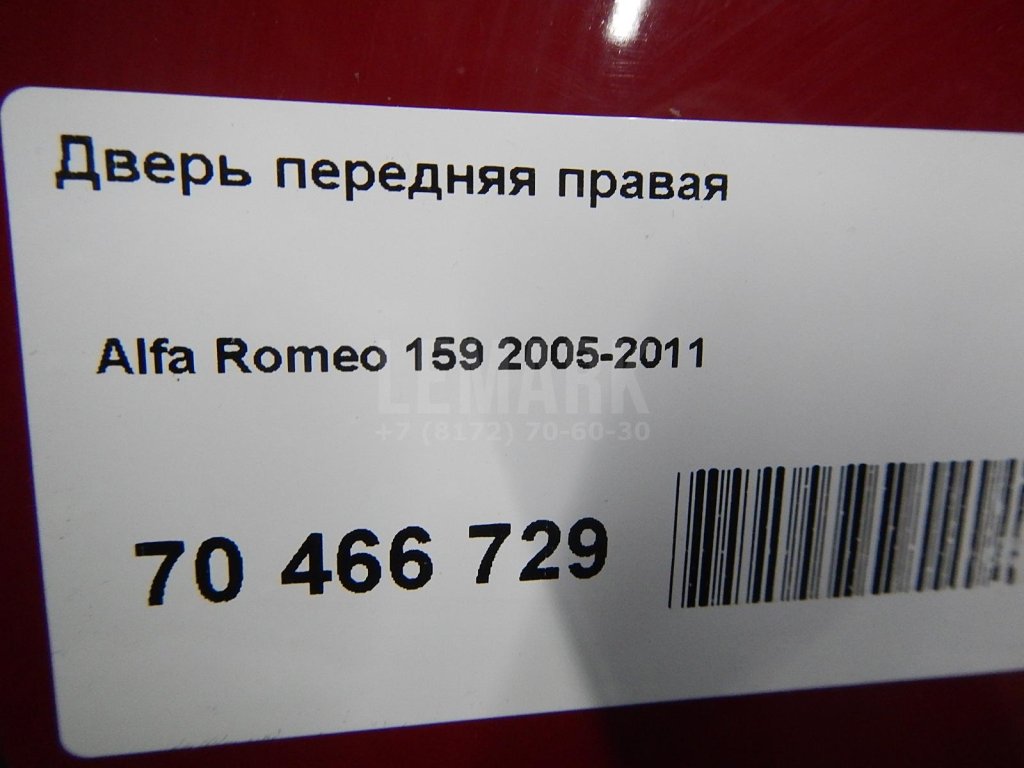 Дверь передняя правая
Alfa Romeo 159 2005-2011
LEMARK
+7 (8172) 70-60-30
70 466 729